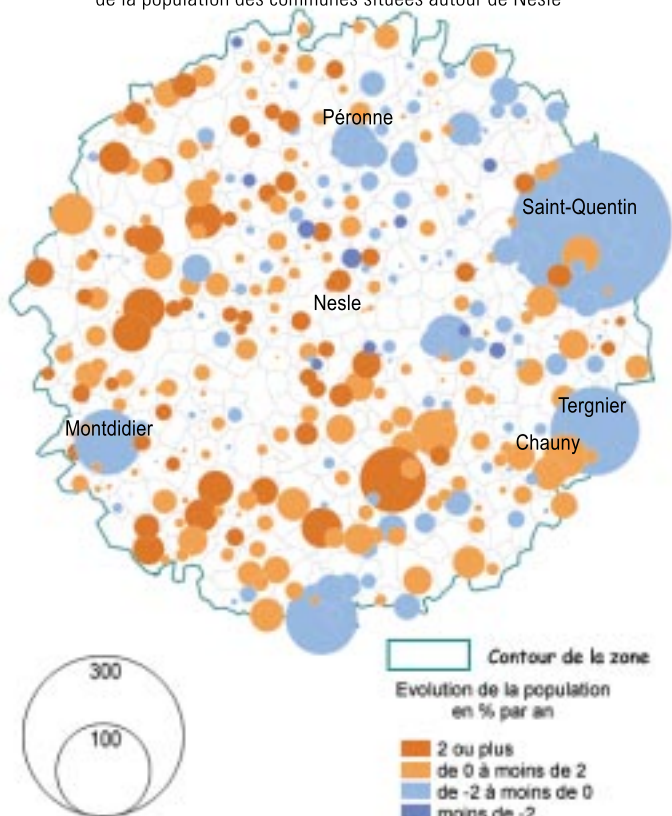 de la population des communes situées autour de Nesle
Péronne
Saint-Quentin
Nesle
Tergnier
Montdidier
Chauny
300
100
Contour de la zone
Evolution de la population
en % par an
2 ou plus
de 0 à moins de 2
de -2 à moins de 0
moins de -2